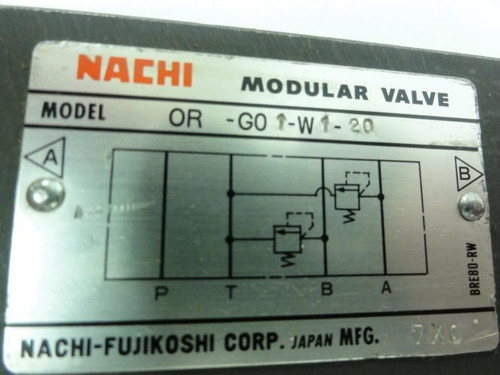 NACHI MODULAR VALVE
MODEL OR -G01-W1-20
A
B
P T B A
BRE80-RW
NACHI-FUJIKOSHI CORP. JAPAN MFG.